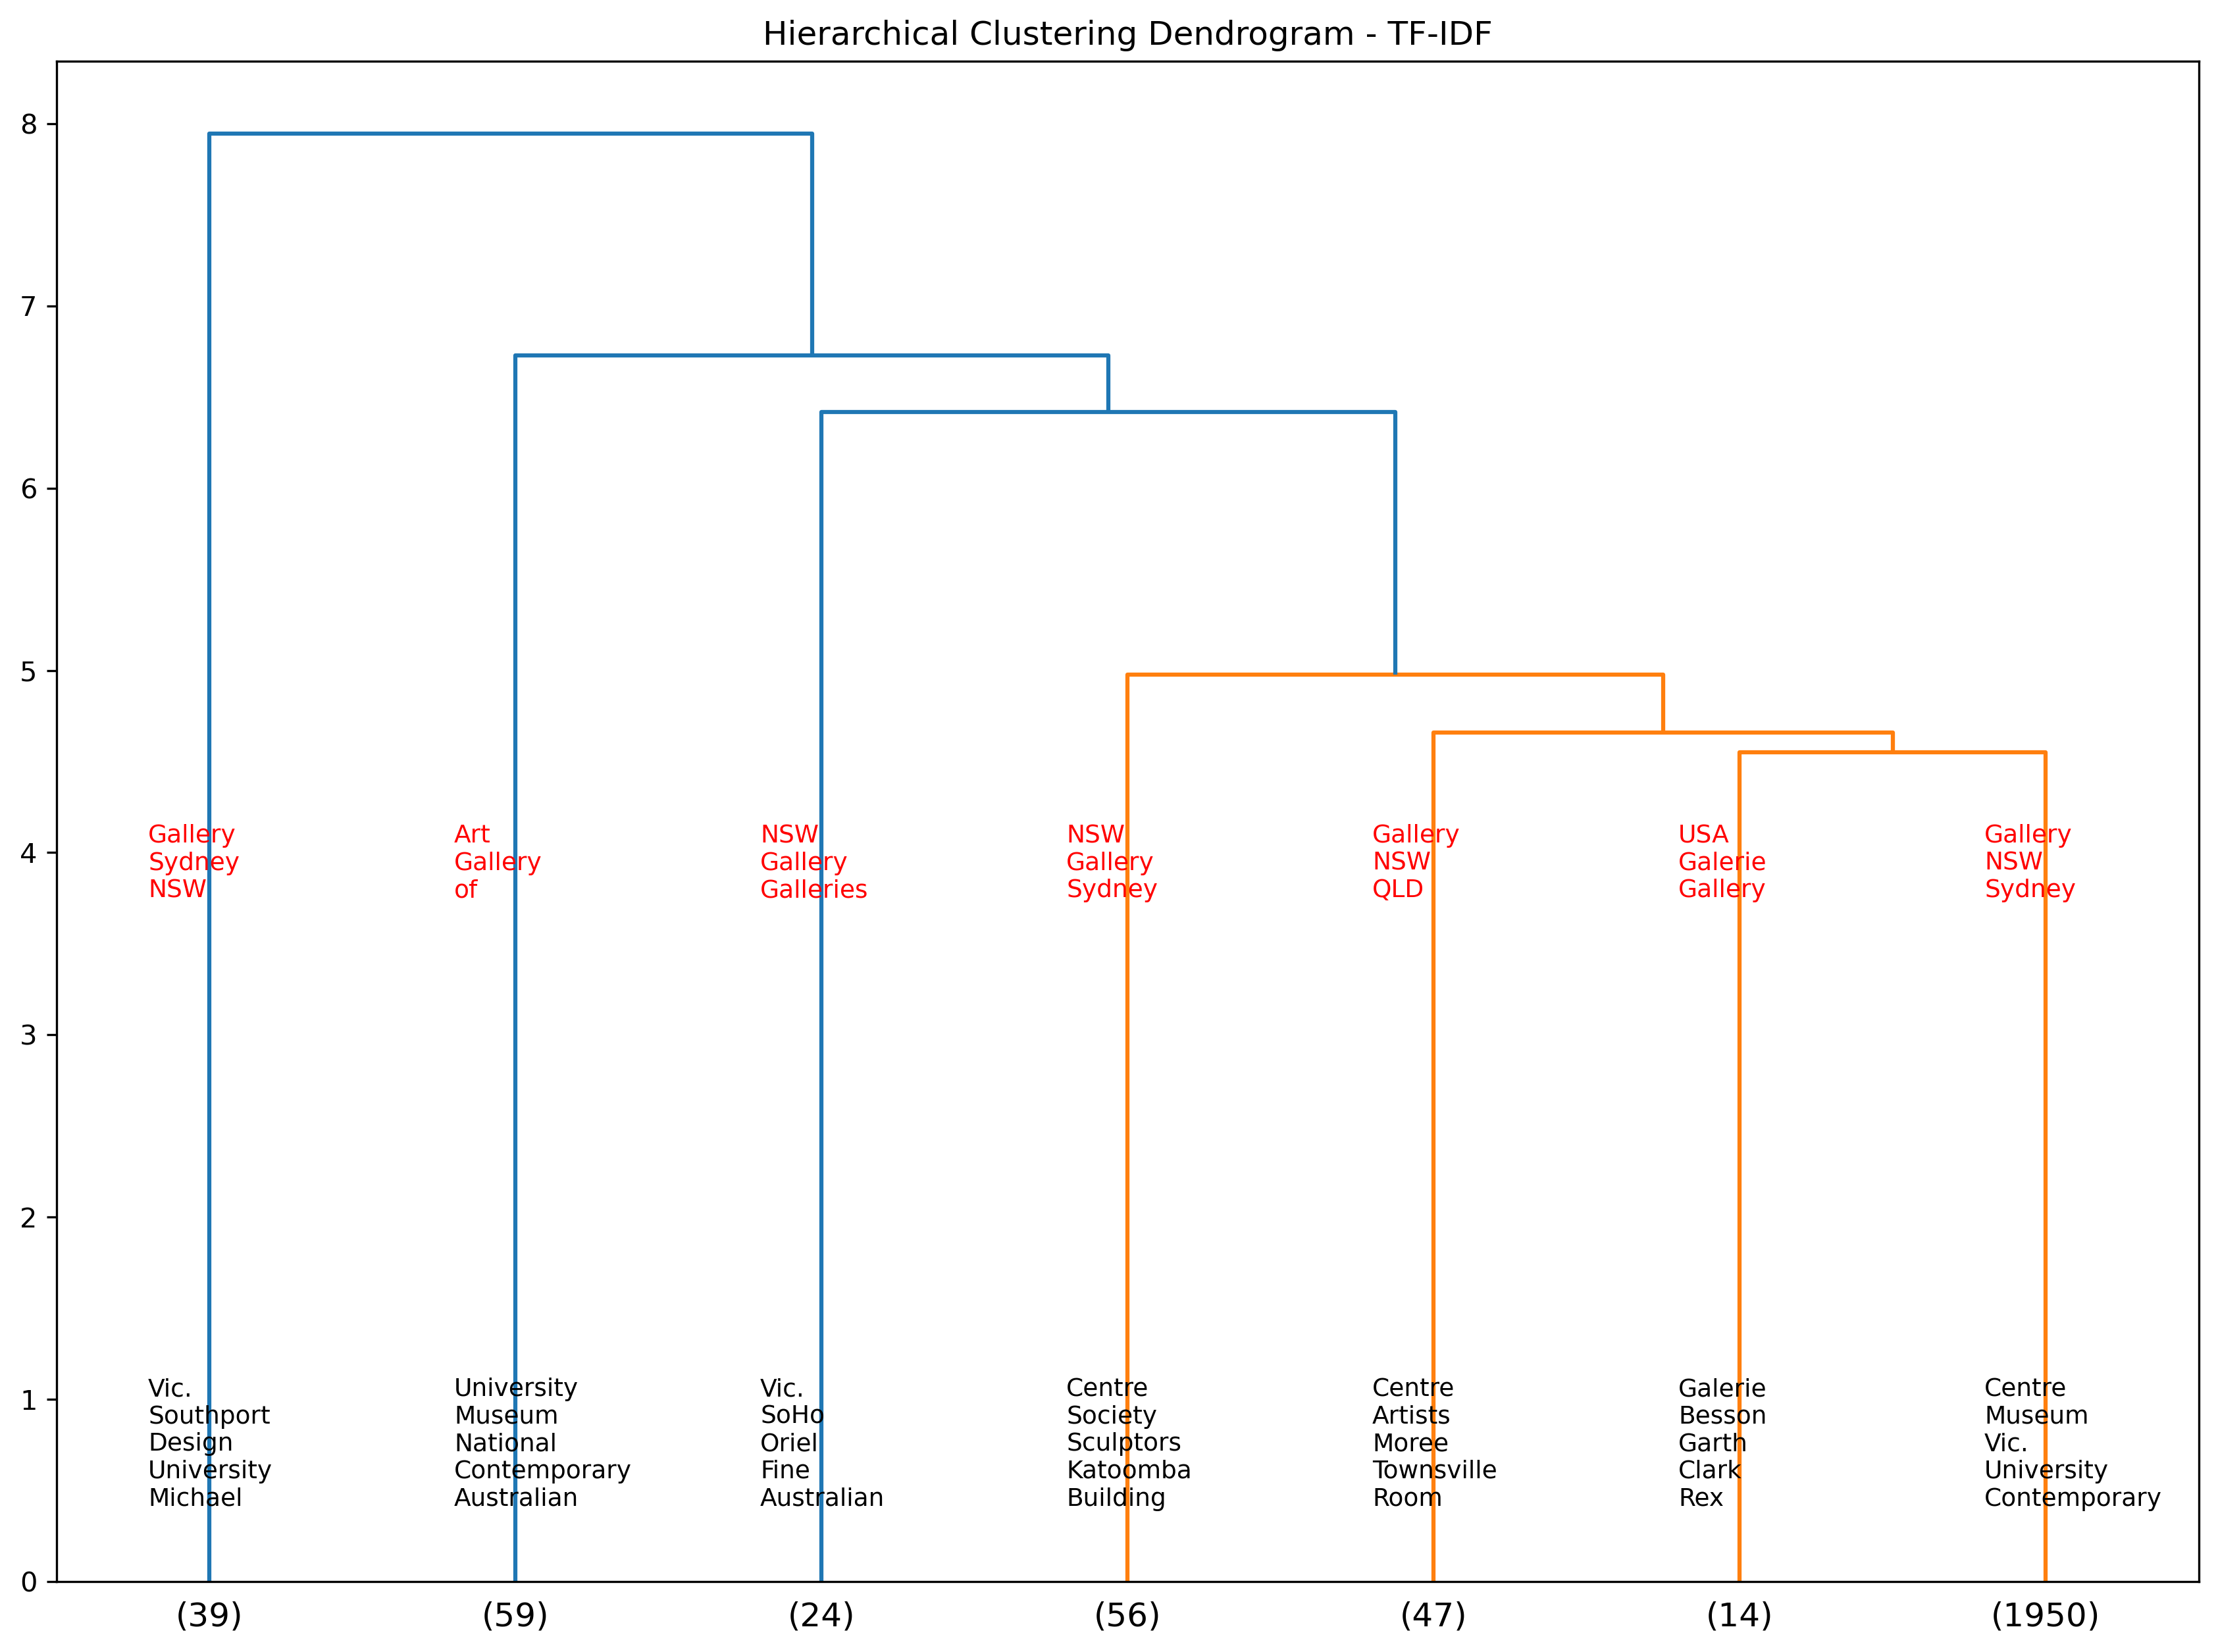 Hierarchical Clustering Dendrogram - TF-IDF
8
7
6
5
4
3
2
1
0
Gallery
Sydney
NSW
Art
Gallery
of
NSW
Gallery
Galleries
NSW
Gallery
Sydney
Gallery
NSW
QLD
USA
Galerie
Gallery
Gallery
NSW
Sydney
Vic.
Southport
Design
University
Michael
University
Museum
National
Contemporary
Australian
Vic.
SoHo
Oriel
Fine
Australian
Centre
Society
Sculptors
Katoomba
Building
Centre
Artists
Moree
Townsville
Room
Galerie
Besson
Garth
Clark
Rex
Centre
Museum
Vic.
University
Contemporary
(39)
(59)
(24)
(56)
(47)
(14)
(1950)